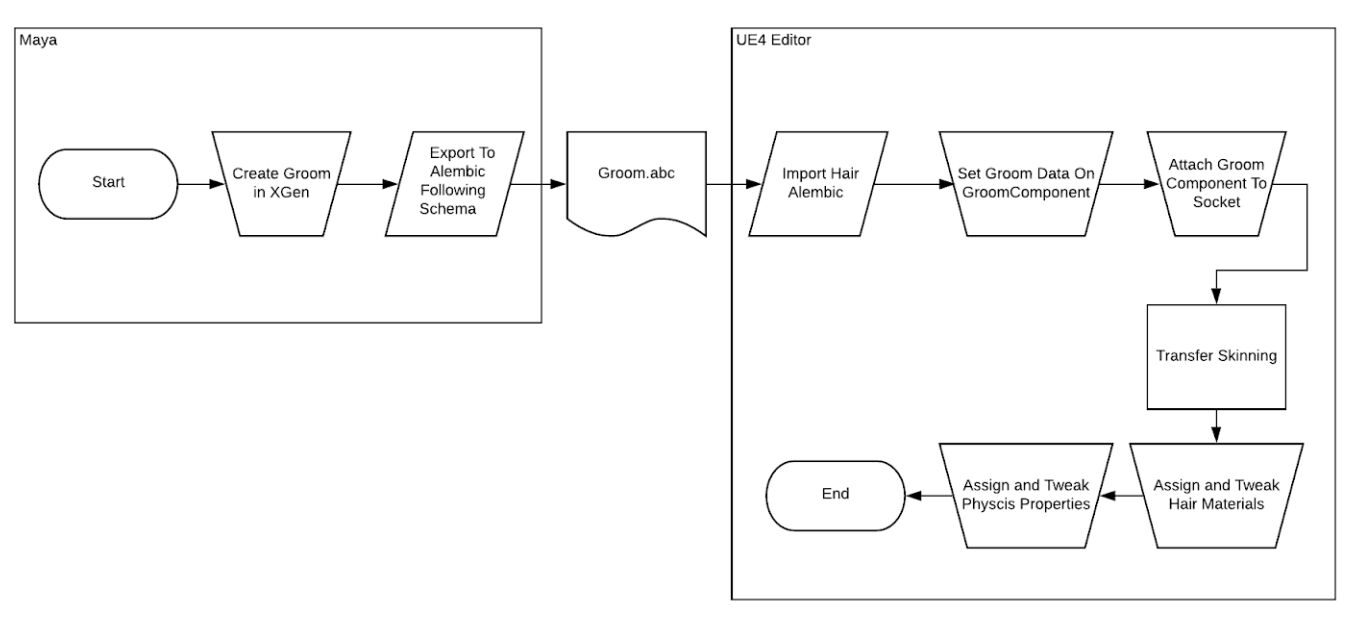 Maya
Start
Create Groom
in XGen
Export To
Alembic
Following
Schema
Groom.abc
UE4 Editor
Import Hair
Alembic
Set Groom Data On
GroomComponent
Attach Groom
Component To
Socket
Transfer Skinning
Assign and Tweak
Hair Materials
Assign and Tweak
Physcis Properties
End